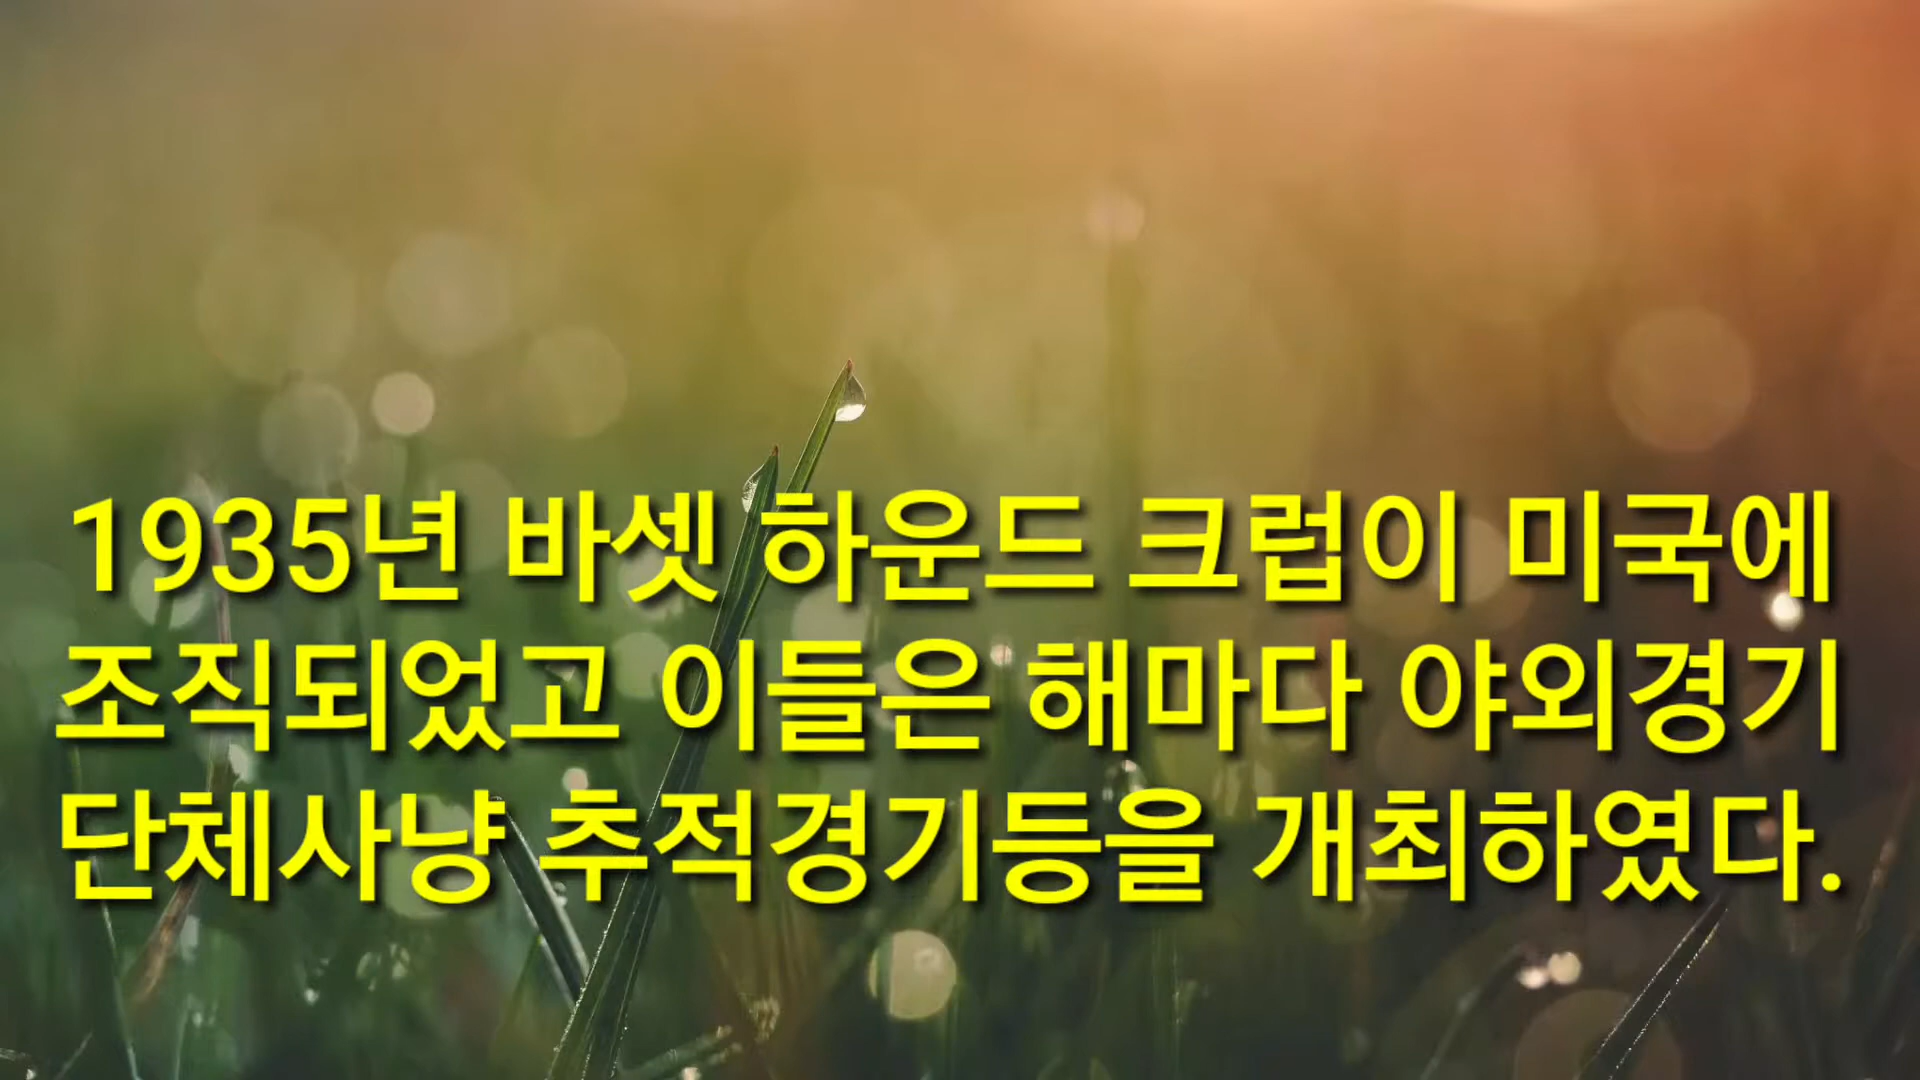 1935년 바셋 하운드 크럽이 미국에
조직되었고 이들은 해마다 야외경기
단체사냥 추적경기등을 개최하였다.